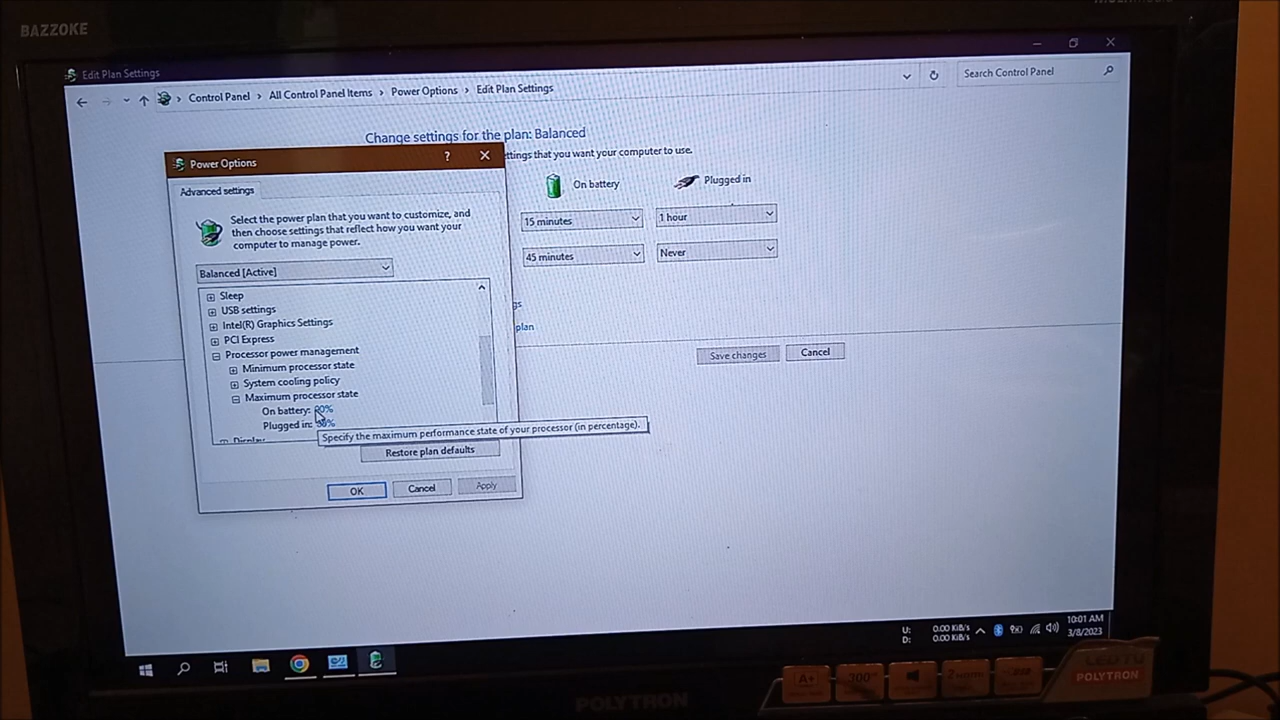 BAZZOKE
Edit Plan Settings
Control Panel > All Control Panel Items > Power Options > Edit Plan Settings
Search Control Panel
Change settings for the plan: Balanced
ttings that you want your computer to use.
On battery
Plugged in
15 minutes
1 hour
45 minutes
Never
gs
plan
Save changes
Cancel
Power Options
?
Advanced settings
Select the power plan that you want to customize, and
then choose settings that reflect how you want your
computer to manage power.
Balanced [Active]
Sleep
USB settings
Intel(R) Graphics Settings
PCI Express
Processor power management
Minimum processor state
System cooling policy
Maximum processor state
On battery:
Plugged in:
Display
Specify the maximum performance state of your processor (in percentage).
Restore plan defaults
OK
Cancel
Apply
U: 0.00 KiB/s
D: 0.00 KiB/s
10:01 AM
3/8/2023
POLYTRON
A+
300
LED TV
POLYTRON